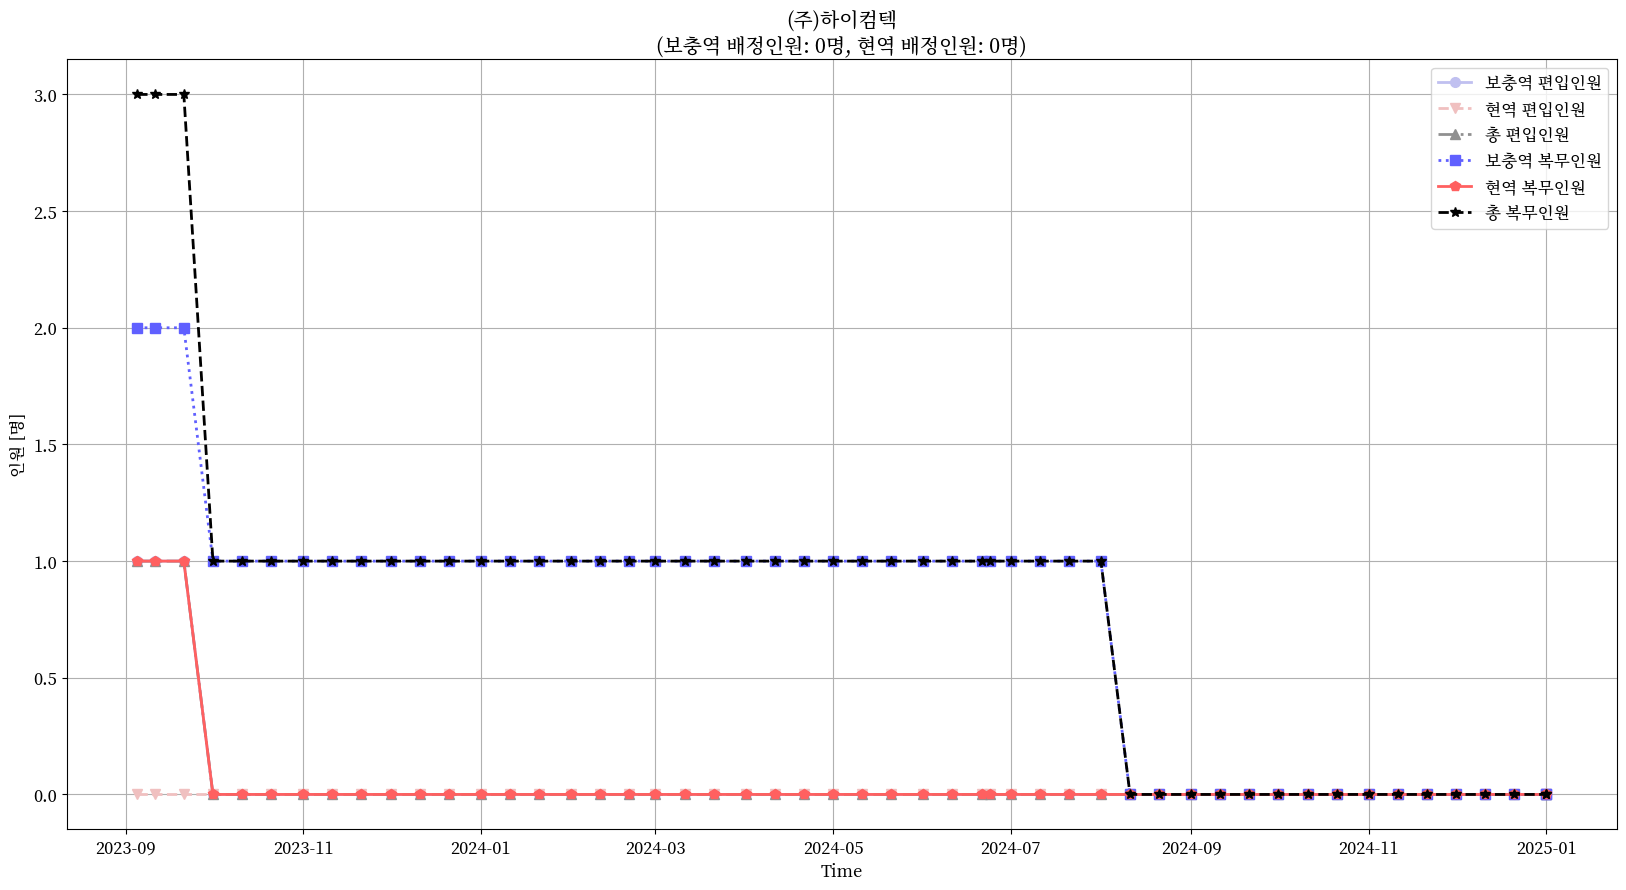 (주)하이컴텍
(보충역 배정인원: 0명, 현역 배정인원: 0명)
보충역 편입인원
현역 편입인원
총 편입인원
보충역 복무인원
현역 복무인원
총 복무인원
인원 [명]
3.0
2.5
2.0
1.5
1.0
0.5
0.0
2023-09
2023-11
2024-01
2024-03
2024-05
2024-07
2024-09
2024-11
2025-01
Time